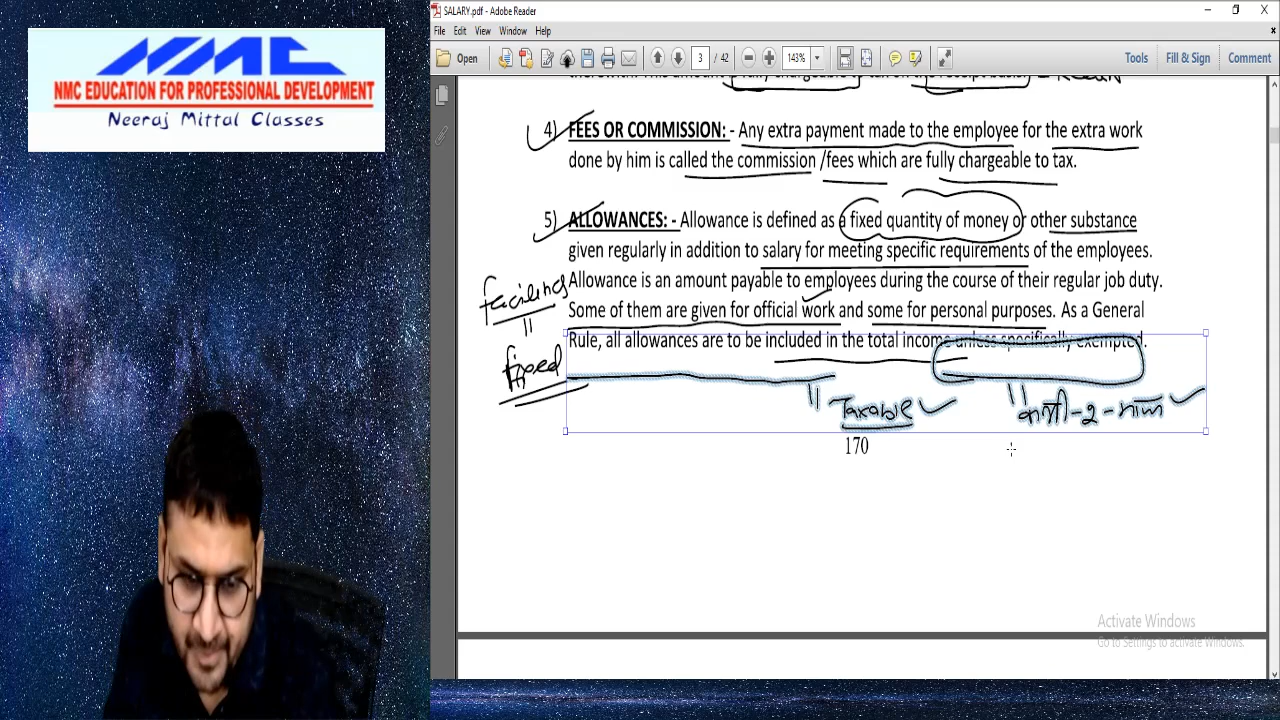 NMC
NMC EDUCATION FOR PROFESSIONAL DEVELOPMENT
Neeraj Mittal Classes
SALARY.pdf - Adobe Reader
File Edit View Window Help
Open 3 / 42 143% Tools Fill & Sign Comment
4) FEES OR COMMISSION: - Any extra payment made to the employee for the extra work
done by him is called the commission /fees which are fully chargeable to tax.
5) ALLOWANCES: - Allowance is defined as a fixed quantity of money or other substance
given regularly in addition to salary for meeting specific requirements of the employees.
Allowance is an amount payable to employees during the course of their regular job duty.
Some of them are given for official work and some for personal purposes. As a General
Rule, all allowances are to be included in the total income unless specifically exempted.
facilities
fixed
Taxable
कभी-2-
170
Activate Windows
Go to Settings to activate Windows.